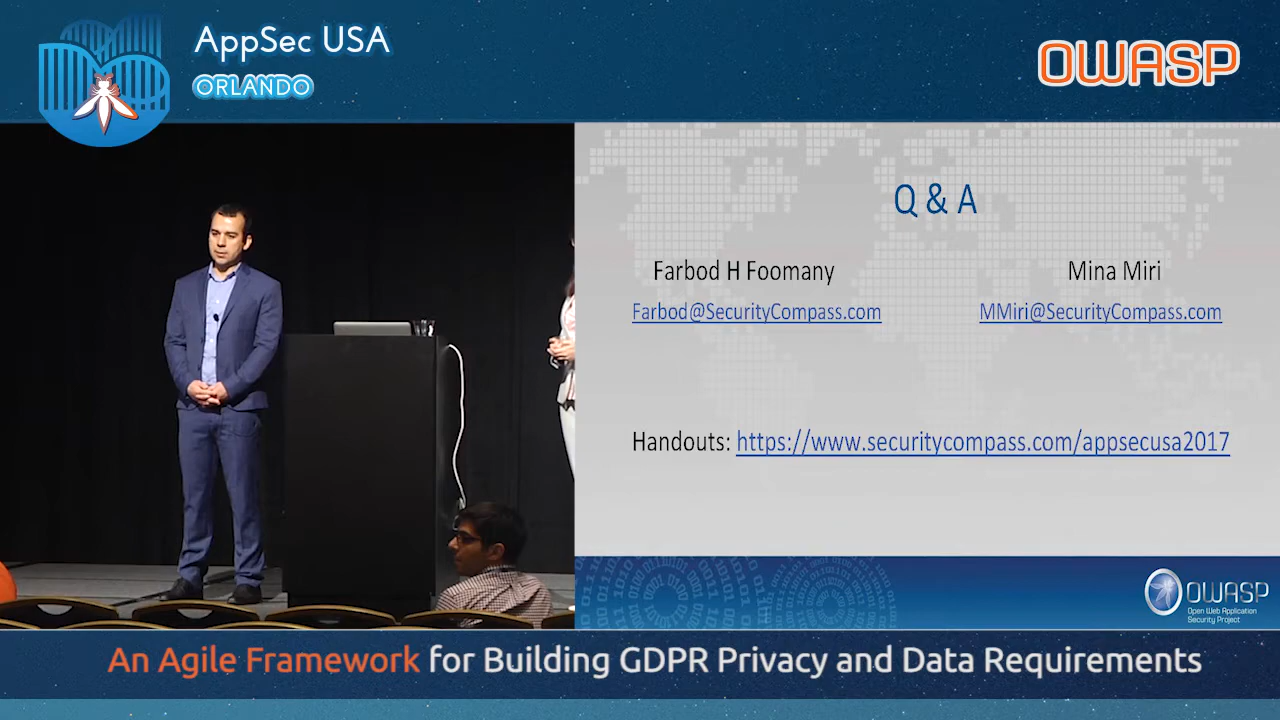 AppSec USA
ORLANDO
OWASP
Q & A
Farbod H Foomany
Mina Miri
Farbod@SecurityCompass.com
MMiri@SecurityCompass.com
Handouts: https://www.securitycompass.com/appsecusa2017
OWASP
Open Web Application
Security Project
An Agile Framework for Building GDPR Privacy and Data Requirements